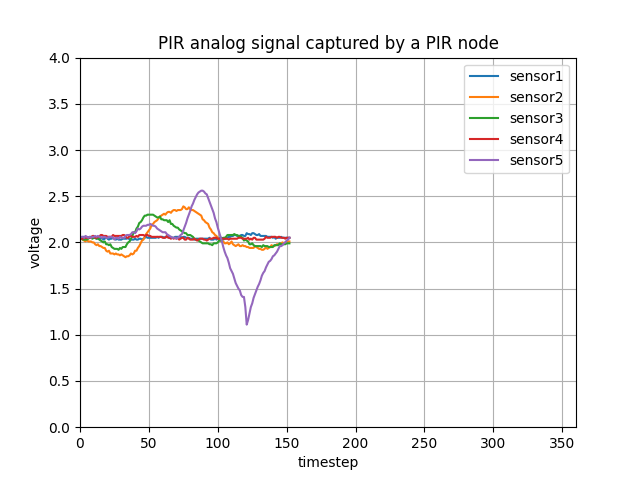 PIR analog signal captured by a PIR node
sensor1
sensor2
sensor3
sensor4
sensor5
voltage
4.0
3.5
3.0
2.5
2.0
1.5
1.0
0.5
0.0
0 50 100 150 200 250 300 350
timestep